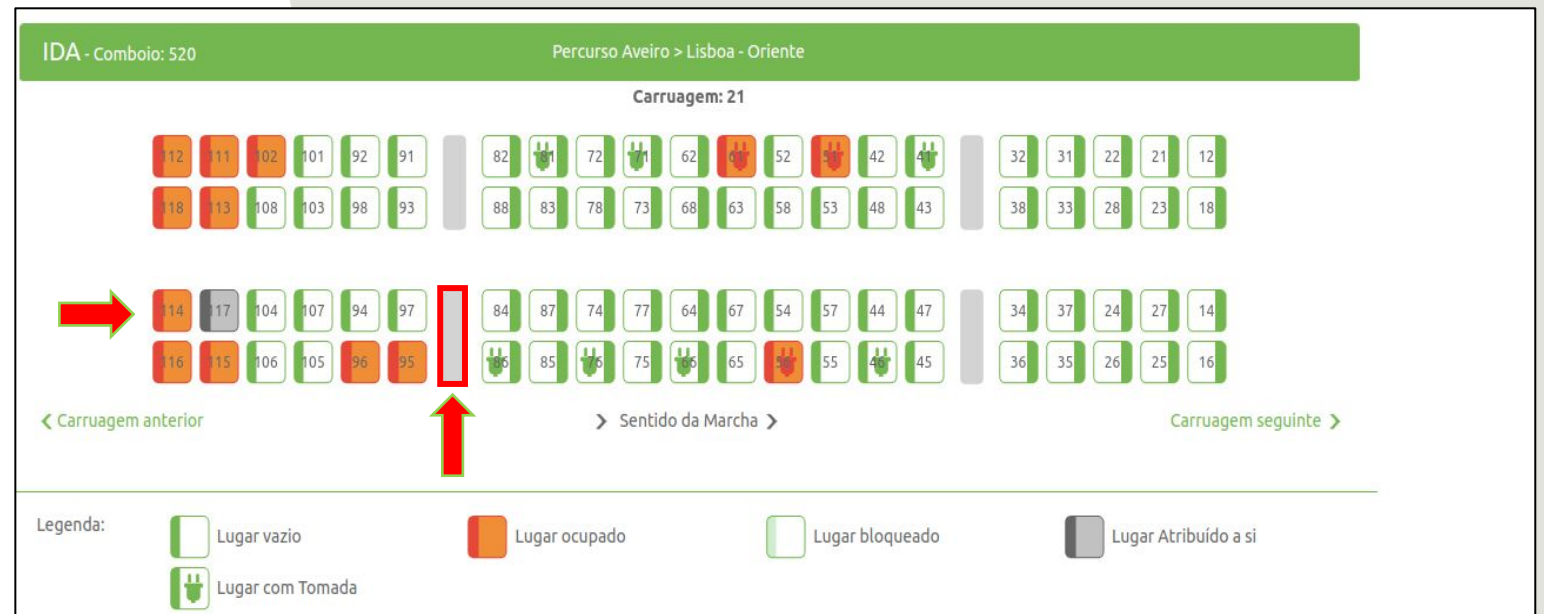 IDA - Comboio: 520 Percurso Aveiro > Lisboa - Oriente
Carruagem: 21
112 111 102 101 92 91 82 81 72 71 62 61 52 51 42 41 32 31 22 21 12
118 113 108 103 98 93 88 83 78 73 68 63 58 53 48 43 38 33 28 23 18
114 117 104 107 94 97 84 87 74 77 64 67 54 57 44 47 34 37 24 27 14
116 115 106 105 96 95 86 85 76 75 66 65 56 55 46 45 36 35 26 25 16
Carruagem anterior Sentido da Marcha Carruagem seguinte
Legenda: Lugar vazio Lugar ocupado Lugar bloqueado Lugar Atribuído a si
Lugar com Tomada